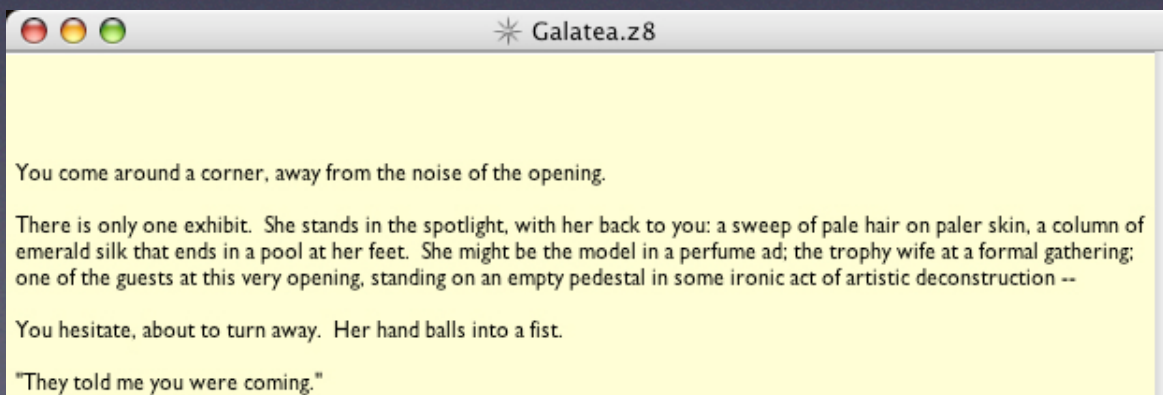 Galatea.z8
You come around a corner, away from the noise of the opening.
There is only one exhibit.  She stands in the spotlight, with her back to you: a sweep of pale hair on paler skin, a column of
emerald silk that ends in a pool at her feet.  She might be the model in a perfume ad; the trophy wife at a formal gathering;
one of the guests at this very opening, standing on an empty pedestal in some ironic act of artistic deconstruction --
You hesitate, about to turn away.  Her hand balls into a fist.
"They told me you were coming."